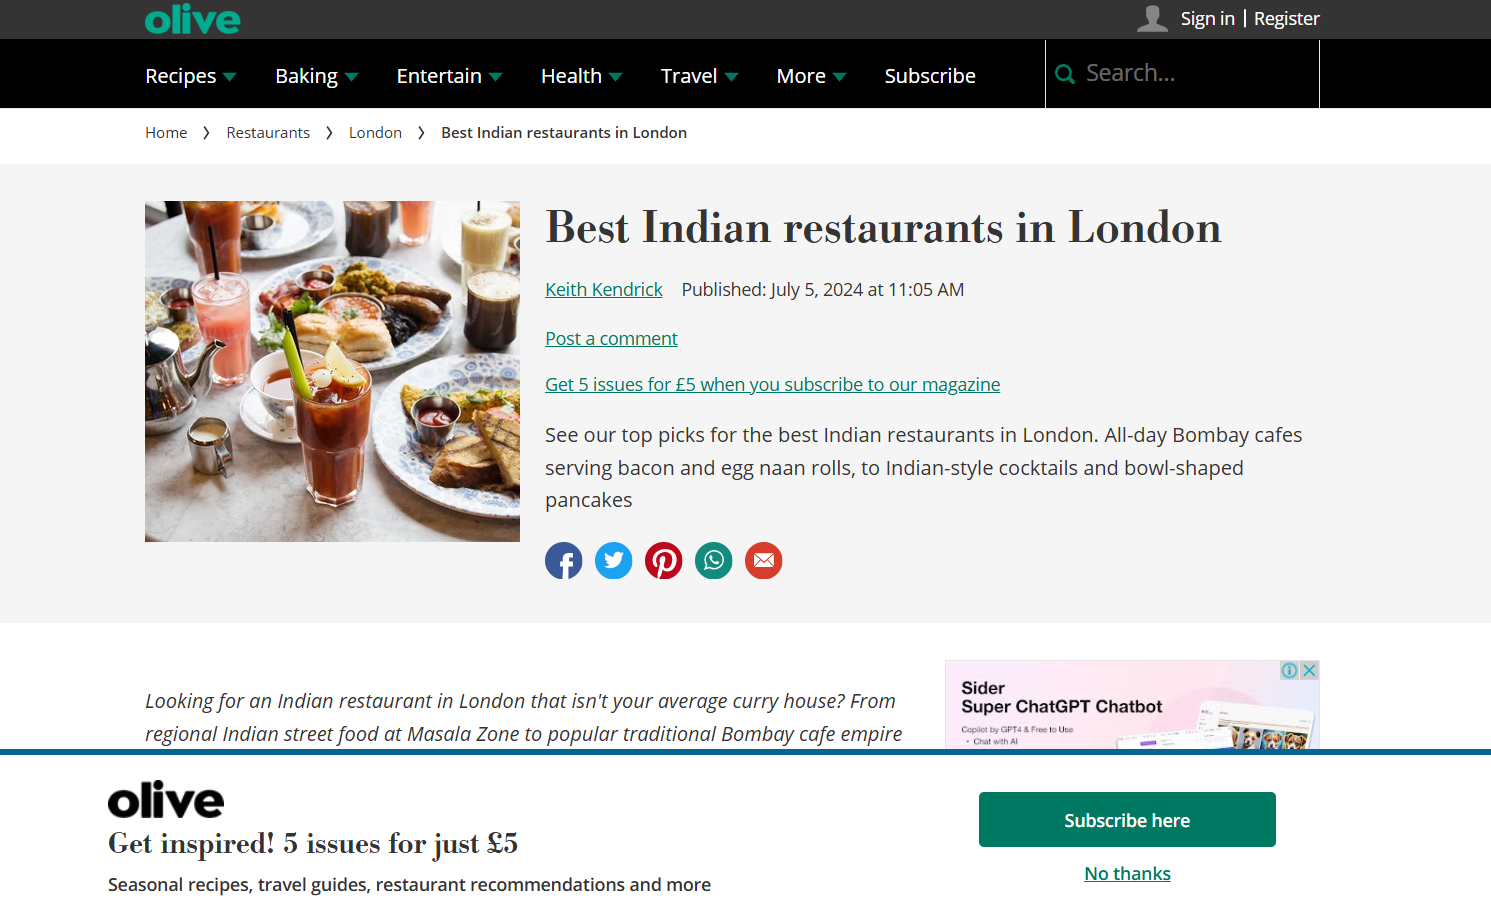 olive
Sign in | Register
Recipes
Baking
Entertain
Health
Travel
More
Subscribe
Search...
Home
Restaurants
London
Best Indian restaurants in London
Best Indian restaurants in London
Keith Kendrick
Published: July 5, 2024 at 11:05 AM
Post a comment
Get 5 issues for £5 when you subscribe to our magazine
See our top picks for the best Indian restaurants in London. All-day Bombay cafes
serving bacon and egg naan rolls, to Indian-style cocktails and bowl-shaped
pancakes
Looking for an Indian restaurant in London that isn't your average curry house? From
regional Indian street food at Masala Zone to popular traditional Bombay cafe empire
Sider
Super ChatGPT Chatbot
Copilot by GPT4 & Free to Use
• Chat with AI
olive
Get inspired! 5 issues for just £5
Seasonal recipes, travel guides, restaurant recommendations and more
Subscribe here
No thanks